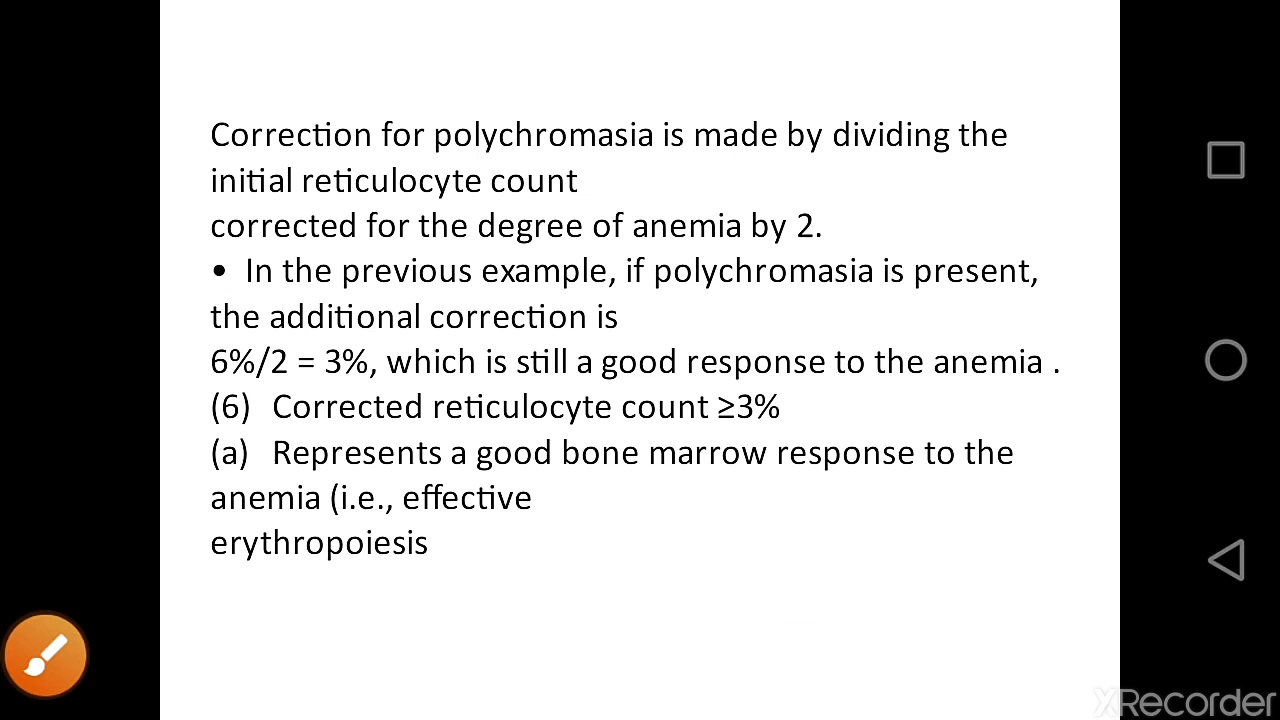 Correction for polychromasia is made by dividing the
initial reticulocyte count
corrected for the degree of anemia by 2.
• In the previous example, if polychromasia is present,
the additional correction is
6%/2 = 3%, which is still a good response to the anemia .
(6) Corrected reticulocyte count ≥3%
(a) Represents a good bone marrow response to the
anemia (i.e., effective
erythropoiesis
XRecorder